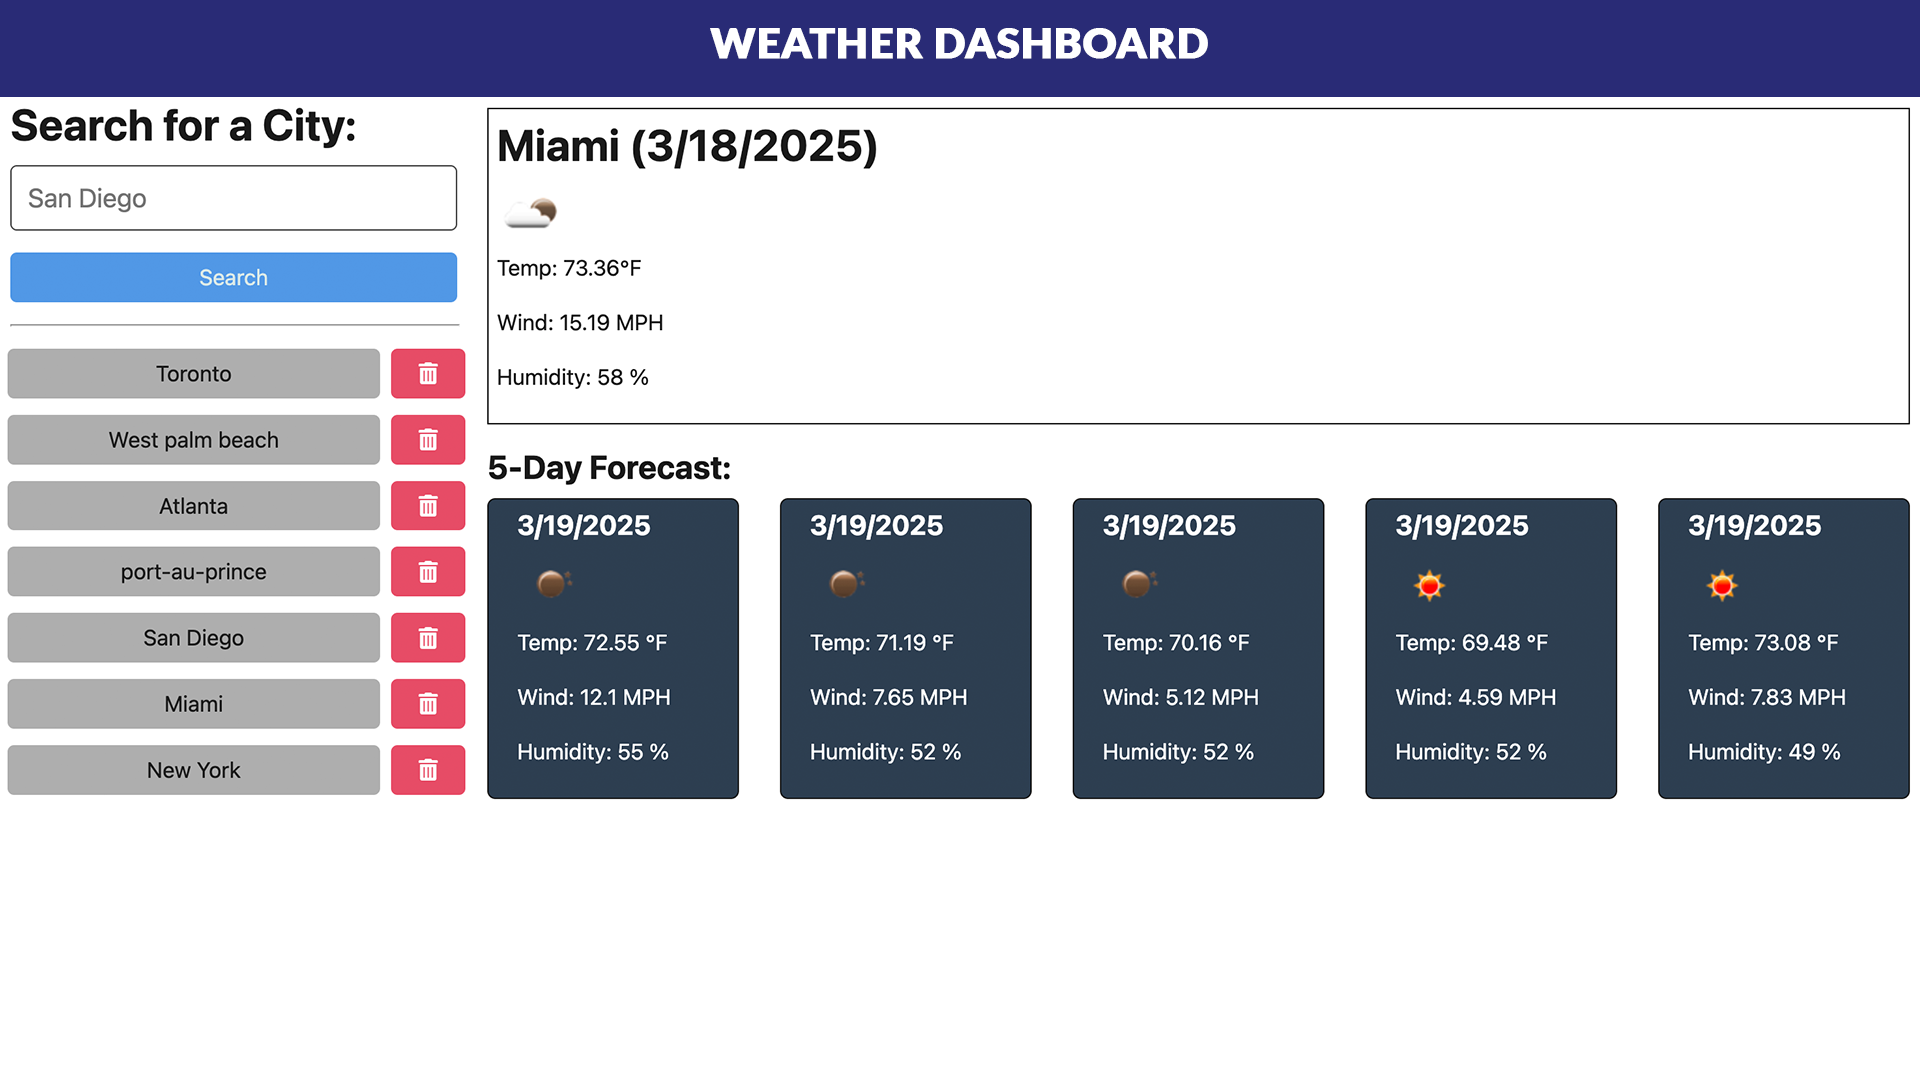 WEATHER DASHBOARD
Search for a City:
San Diego
Search
Toronto
West palm beach
Atlanta
port-au-prince
San Diego
Miami
New York
Miami (3/18/2025)
Temp: 73.36°F
Wind: 15.19 MPH
Humidity: 58 %
5-Day Forecast:
3/19/2025
Temp: 72.55 °F
Wind: 12.1 MPH
Humidity: 55 %
3/19/2025
Temp: 71.19 °F
Wind: 7.65 MPH
Humidity: 52 %
3/19/2025
Temp: 70.16 °F
Wind: 5.12 MPH
Humidity: 52 %
3/19/2025
Temp: 69.48 °F
Wind: 4.59 MPH
Humidity: 52 %
3/19/2025
Temp: 73.08 °F
Wind: 7.83 MPH
Humidity: 49 %